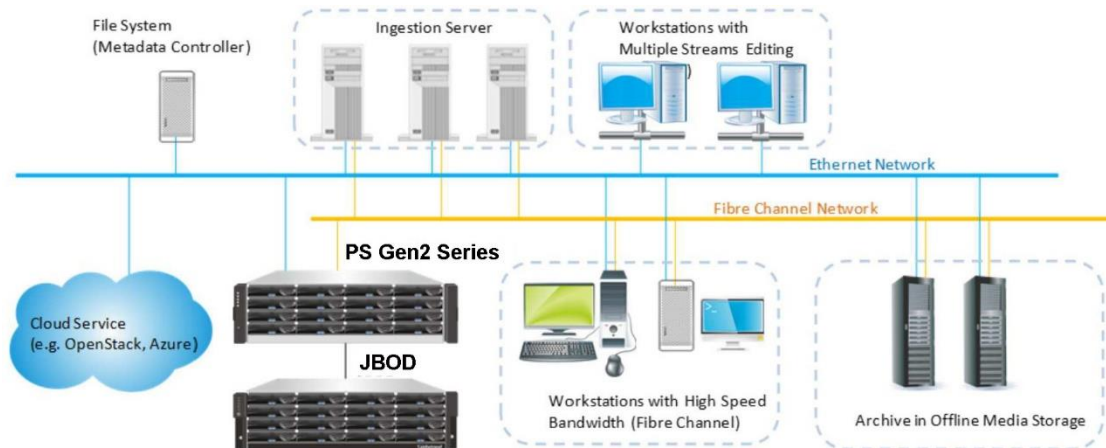 File System
(Metadata Controller)
Ingestion Server
Workstations with
Multiple Streams Editing
)
Ethernet Network
Fibre Channel Network
PS Gen2 Series
Cloud Service
(e.g. OpenStack, Azure)
JBOD
Workstations with High Speed
Bandwidth (Fibre Channel)
Archive in Offline Media Storage